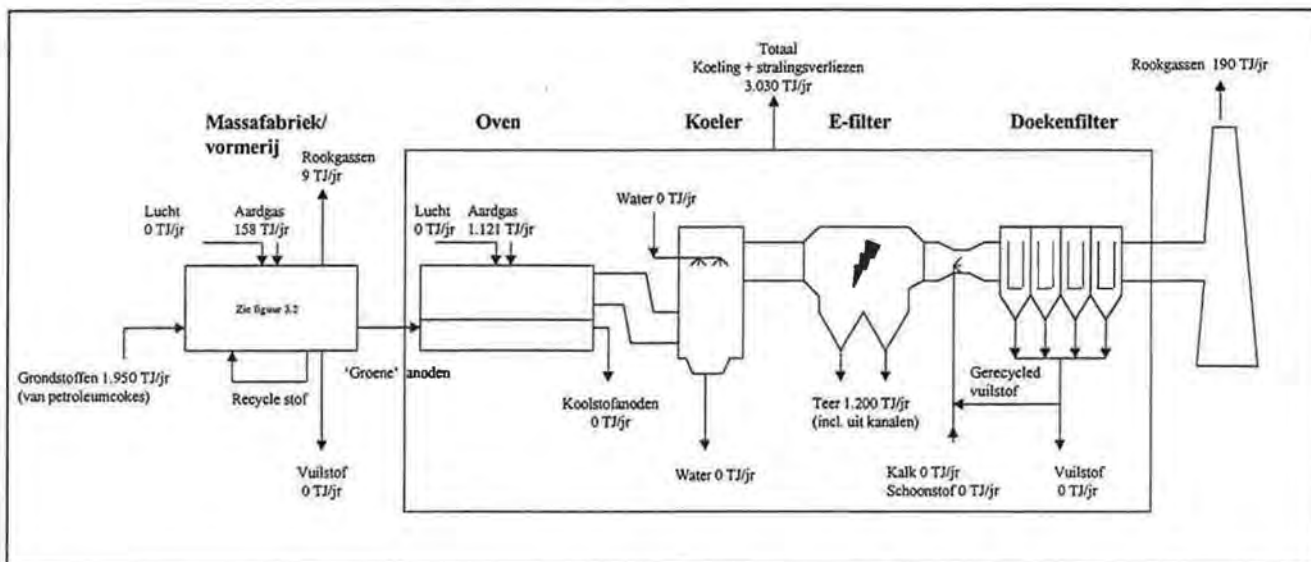 Totaal
Koeling + stralingsverliezen
3.030 TJ/jr
Rookgassen 190 TJ/jr
Massafabriek/
vormerij
Oven
Koeler
E-filter
Doekenfilter
Rookgassen
9 TJ/jr
Lucht
0 TJ/jr
Aardgas
158 TJ/jr
Lucht
0 TJ/jr
Aardgas
1.121 TJ/jr
Water 0 TJ/jr
Zie figuur 3.2
Grondstoffen 1.950 TJ/jr
(van petroleumcokes)
Recycle stof
'Groene' anoden
Koolstofanoden
0 TJ/jr
Teer 1.200 TJ/jr
(incl. uit kanalen)
Gerecycled
vuilstof
Vuilstof
0 TJ/jr
Water 0 TJ/jr
Kalk 0 TJ/jr
Schoonstof 0 TJ/jr
Vuilstof
0 TJ/jr